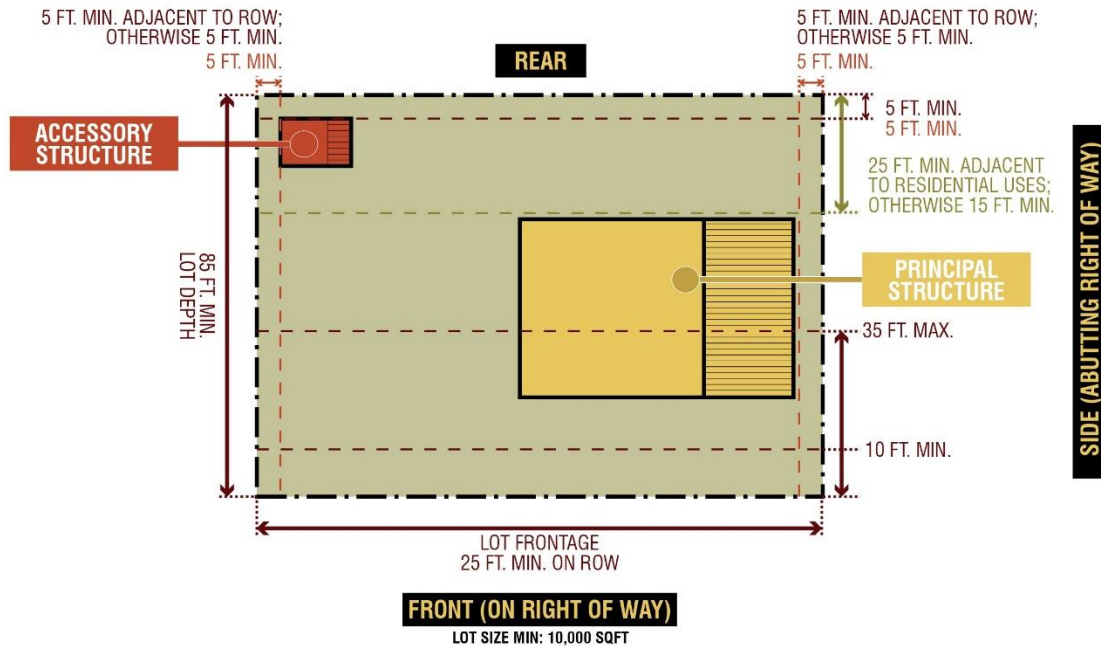 5 FT. MIN. ADJACENT TO ROW;
OTHERWISE 5 FT. MIN.
5 FT. MIN.
REAR
5 FT. MIN. ADJACENT TO ROW;
OTHERWISE 5 FT. MIN.
5 FT. MIN.
ACCESSORY
STRUCTURE
5 FT. MIN.
5 FT. MIN.
25 FT. MIN. ADJACENT
TO RESIDENTIAL USES;
OTHERWISE 15 FT. MIN.
85 FT. MIN.
LOT DEPTH
PRINCIPAL
STRUCTURE
35 FT. MAX.
10 FT. MIN.
SIDE (ABUTTING RIGHT OF WAY)
LOT FRONTAGE
25 FT. MIN. ON ROW
FRONT (ON RIGHT OF WAY)
LOT SIZE MIN: 10,000 SQFT